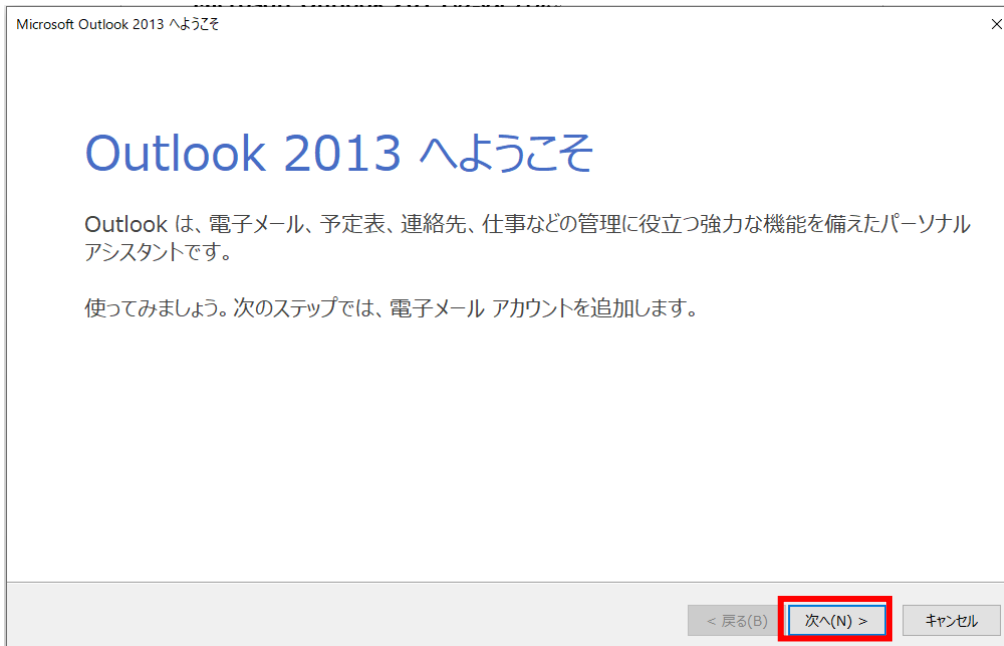 Microsoft Outlook 2013 へようこそ
Outlook 2013 へようこそ
Outlook は、電子メール、予定表、連絡先、仕事などの管理に役立つ強力な機能を備えたパーソナル
アシスタントです。
使ってみましょう。次のステップでは、電子メール アカウントを追加します。
< 戻る(B) 次へ(N) > キャンセル